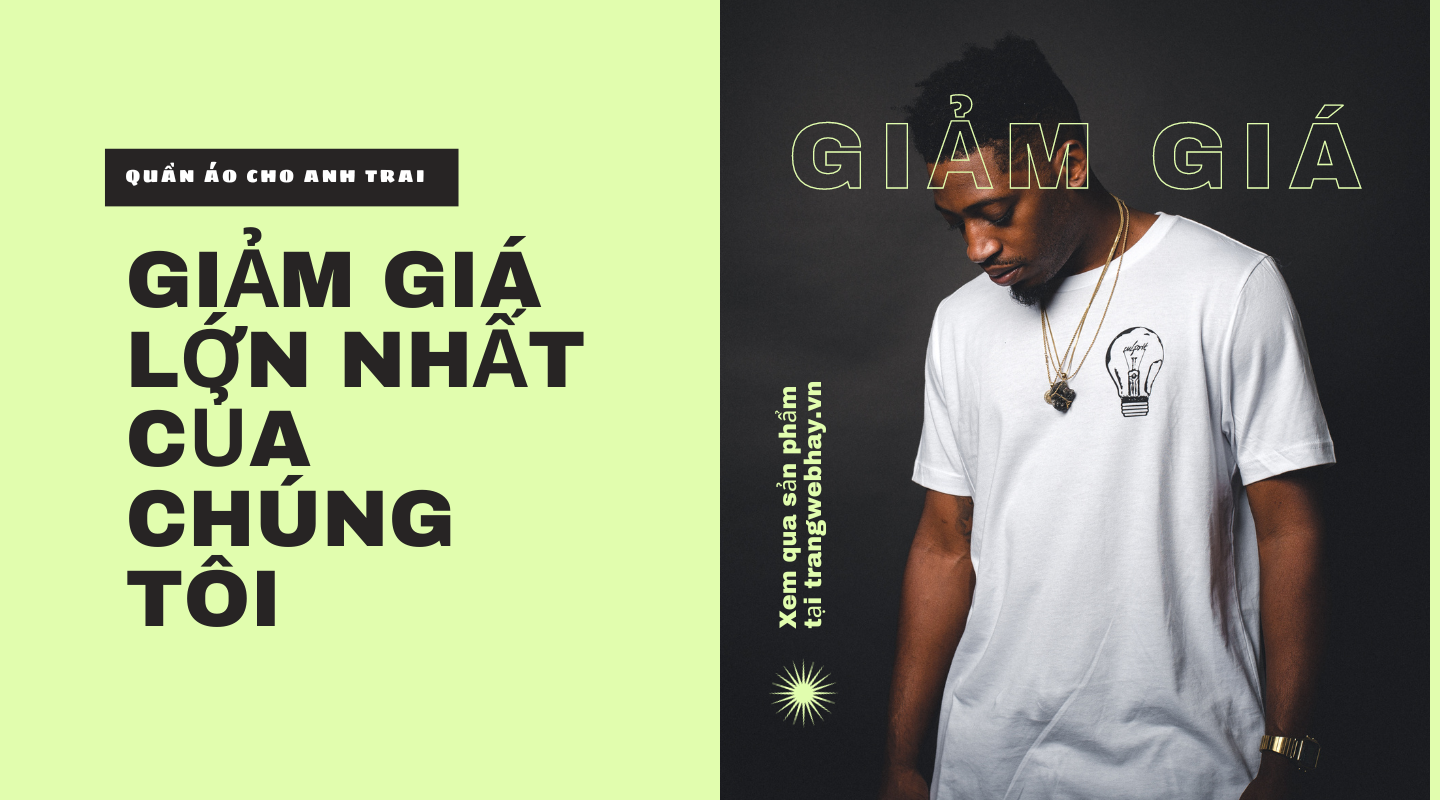 QUẦN ÁO CHO ANH TRAI
GIẢM GIÁ
LỚN NHẤT
CỦA
CHÚNG
TÔI
GIẢM GIÁ
Xem qua sản phẩm
tại trangwebhay.vn